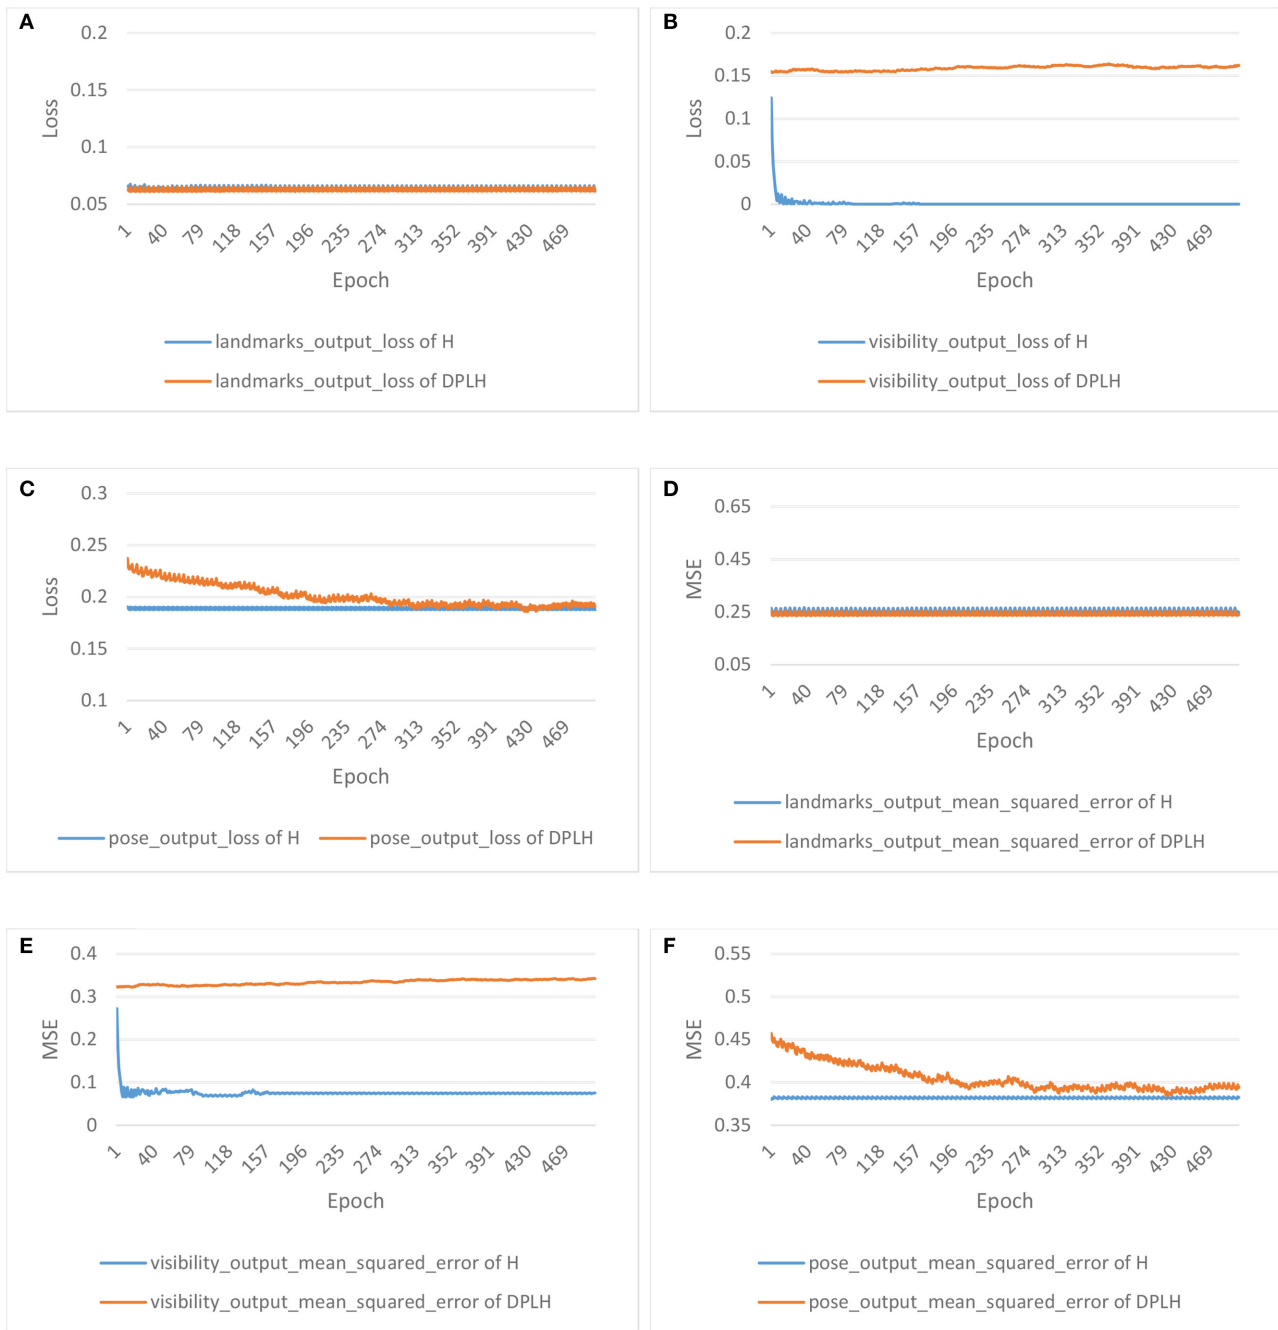 A
0.2
0.15
0.1
0.05
Loss
1 40 79 118 157 196 235 274 313 352 391 430 469
Epoch
landmarks_output_loss of H
landmarks_output_loss of DPLH
B
0.2
0.15
0.1
0.05
0
Loss
1 40 79 118 157 196 235 274 313 352 391 430 469
Epoch
visibility_output_loss of H
visibility_output_loss of DPLH
C
0.3
0.25
0.2
0.15
0.1
Loss
1 40 79 118 157 196 235 274 313 352 391 430 469
Epoch
pose_output_loss of H pose_output_loss of DPLH
D
0.65
0.45
0.25
0.05
MSE
1 40 79 118 157 196 235 274 313 352 391 430 469
Epoch
landmarks_output_mean_squared_error of H
landmarks_output_mean_squared_error of DPLH
E
0.4
0.3
0.2
0.1
0
MSE
1 40 79 118 157 196 235 274 313 352 391 430 469
Epoch
visibility_output_mean_squared_error of H
visibility_output_mean_squared_error of DPLH
F
0.55
0.5
0.45
0.4
0.35
MSE
1 40 79 118 157 196 235 274 313 352 391 430 469
Epoch
pose_output_mean_squared_error of H
pose_output_mean_squared_error of DPLH